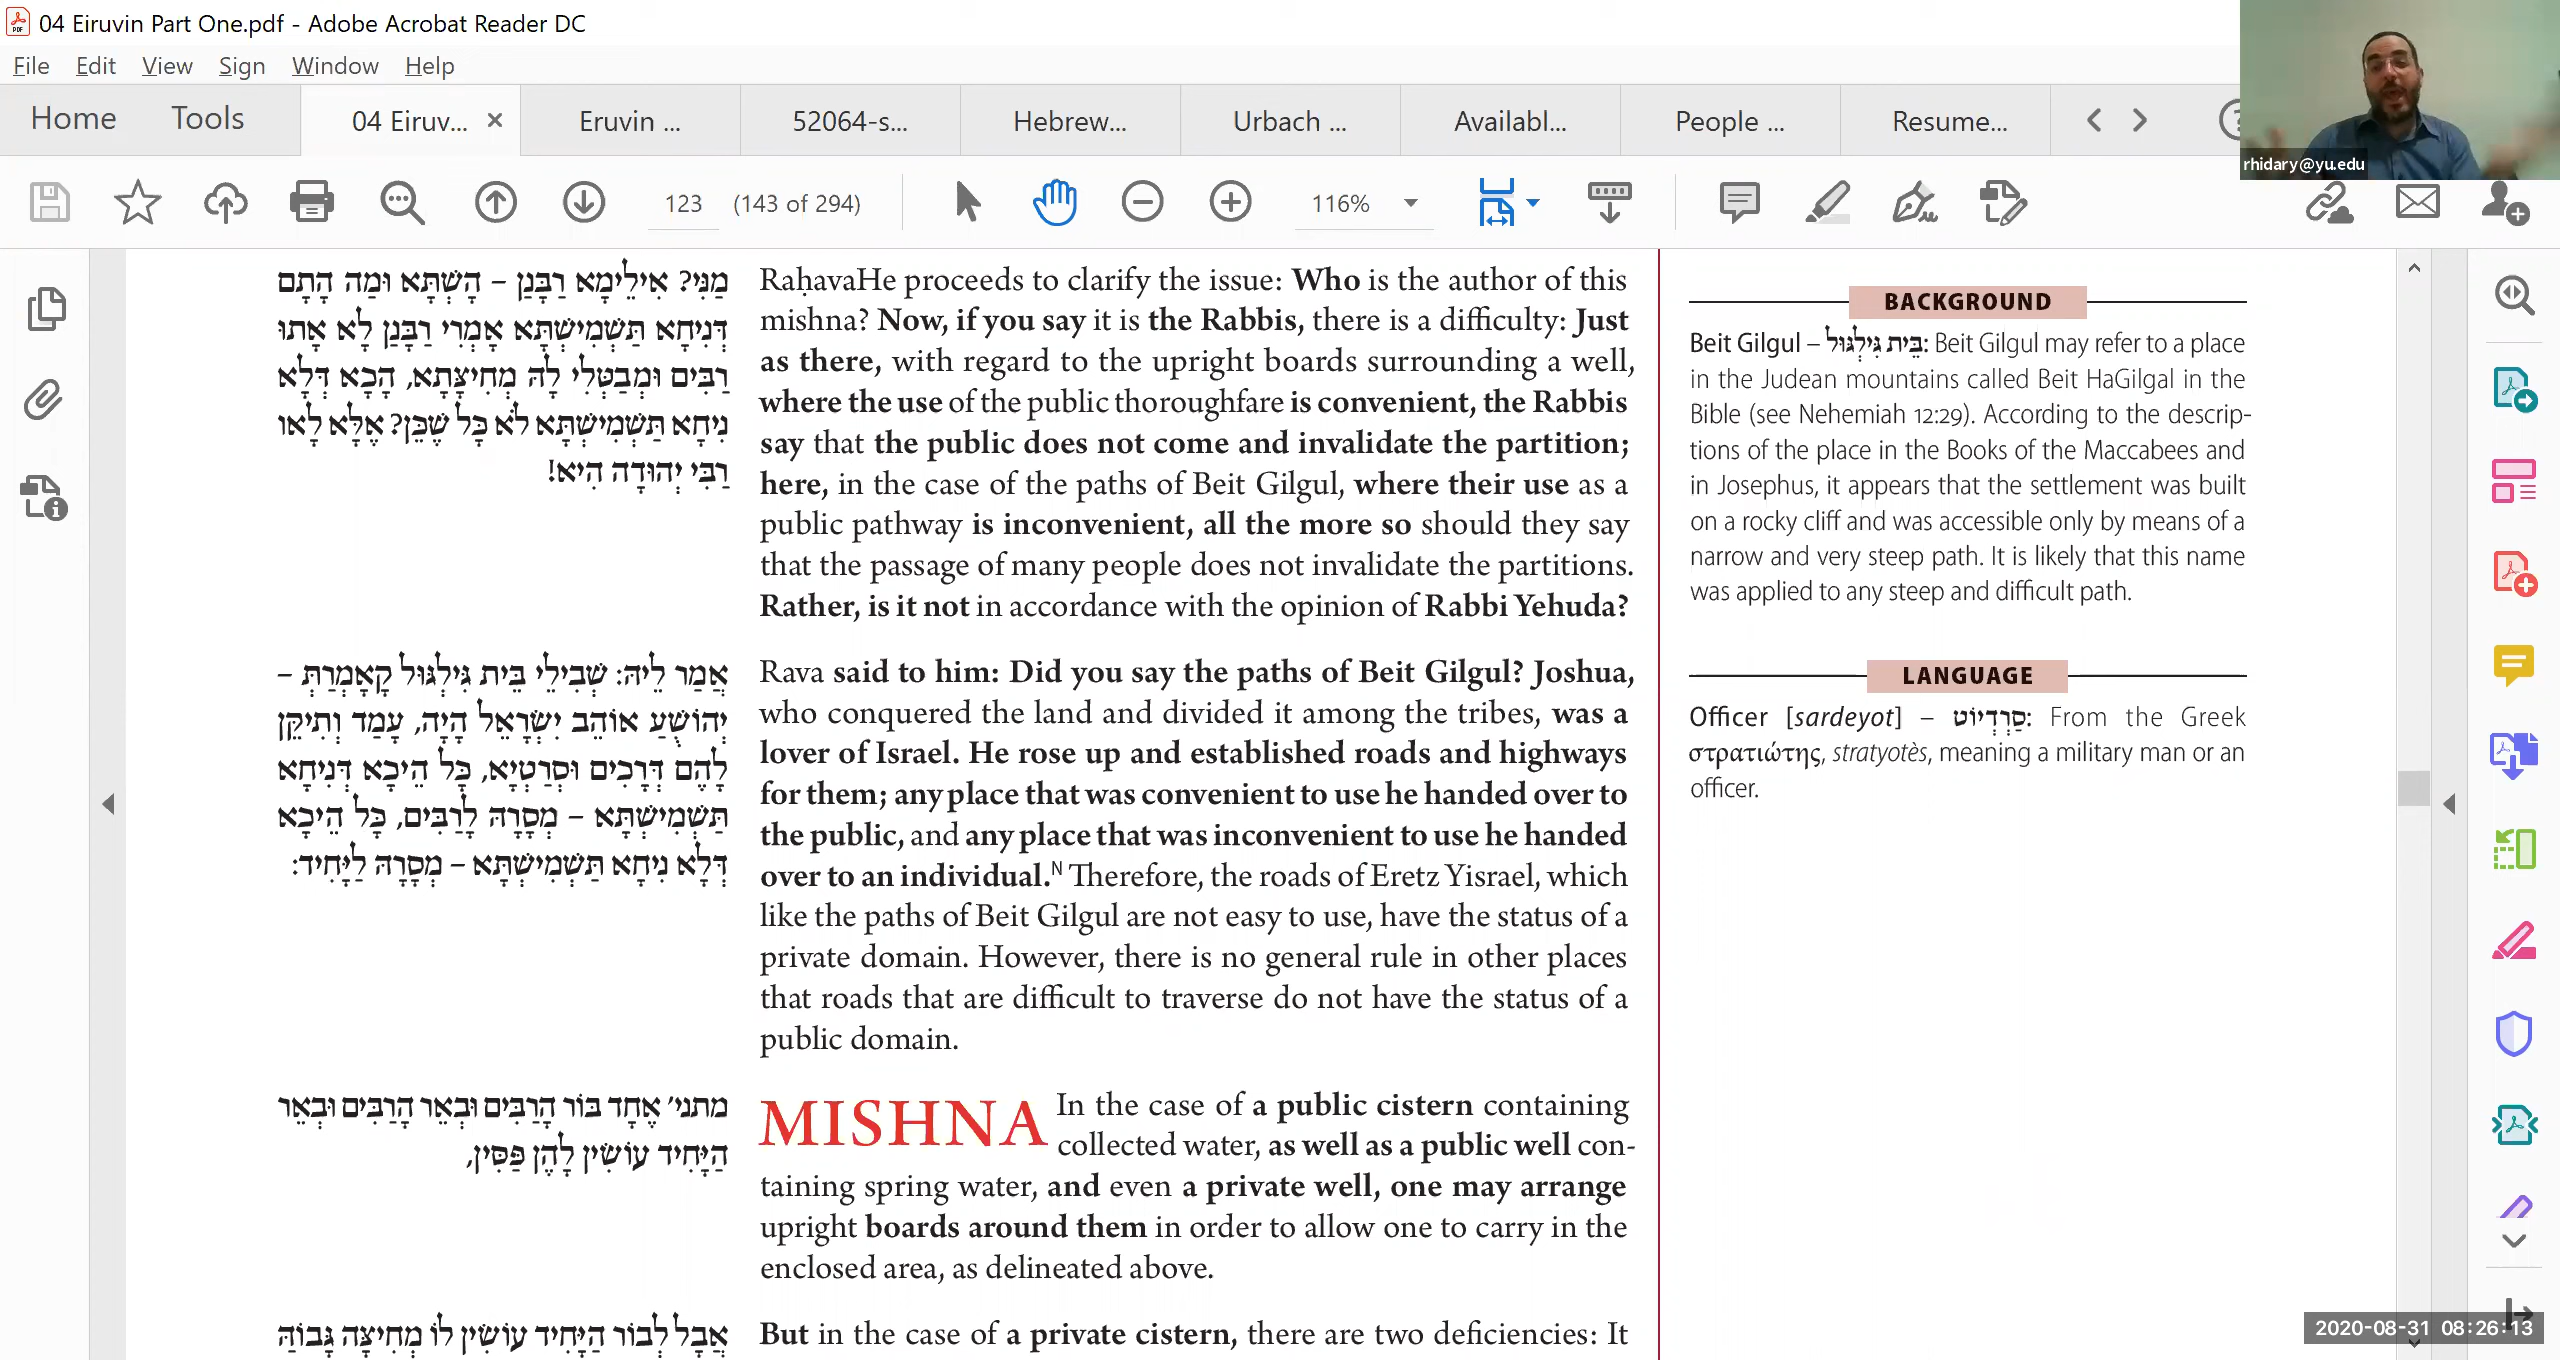 04 Eiruvin Part One.pdf - Adobe Acrobat Reader DC
File Edit View Sign Window Help
Home Tools 04 Eiruv... × Eruvin ... 52064-s... Hebrew... Urbach ... Availabl... People ... Resume...
rhidary@yu.edu
123 (143 of 294) 116%
מַנִּי? אִילֵימָא רַבָּנַן – הָשְׁתָּא וּמַה הָתָם
דְּנִיחָא תַּשְׁמִישְׁתָּא אָמְרִי רַבָּנַן לָא אָתוּ
רַבִּים וּמְבַטְּלִי לָהּ מְחִיצְתָּא, הָכָא דְּלָא
נִיחָא תַּשְׁמִישְׁתָּא לֹא כָּל שֶׁכֵּן? אֶלָּא לָאו
רַבִּי יְהוּדָה הִיא!
RaḥavaHe proceeds to clarify the issue: Who is the author of this
mishna? Now, if you say it is the Rabbis, there is a difficulty: Just
as there, with regard to the upright boards surrounding a well,
where the use of the public thoroughfare is convenient, the Rabbis
say that the public does not come and invalidate the partition;
here, in the case of the paths of Beit Gilgul, where their use as a
public pathway is inconvenient, all the more so should they say
that the passage of many people does not invalidate the partitions.
Rather, is it not in accordance with the opinion of Rabbi Yehuda?
אֲמַר לֵיהּ: שְׁבִילֵי בֵּית גִּילְגּוּל קָאָמְרַתְּ –
יְהוֹשֻׁעַ אוֹהֵב יִשְׂרָאֵל הָיָה, עָמַד וְתִיקֵּן
לָהֶם דְּרָכִים וּסְרַטְיָא, כָּל הֵיכָא דְּנִיחָא
תַּשְׁמִישְׁתָּא – מְסָרָהּ לָרַבִּים, כָּל הֵיכָא
דְּלָא נִיחָא תַּשְׁמִישְׁתָּא – מְסָרָהּ לַיָּחִיד:
Rava said to him: Did you say the paths of Beit Gilgul? Joshua,
who conquered the land and divided it among the tribes, was a
lover of Israel. He rose up and established roads and highways
for them; any place that was convenient to use he handed over to
the public, and any place that was inconvenient to use he handed
over to an individual.N Therefore, the roads of Eretz Yisrael, which
like the paths of Beit Gilgul are not easy to use, have the status of a
private domain. However, there is no general rule in other places
that roads that are difficult to traverse do not have the status of a
public domain.
מתני׳ אֶחָד בּוֹר הָרַבִּים וּבְאֵר הָרַבִּים וּבְאֵר
הַיָּחִיד עוֹשִׂין לָהֶן פַּסִּין,
MISHNA In the case of a public cistern containing
collected water, as well as a public well con-
taining spring water, and even a private well, one may arrange
upright boards around them in order to allow one to carry in the
enclosed area, as delineated above.
אֲבָל לְבוֹר הַיָּחִיד עוֹשִׂין לוֹ מְחִיצָּה גָּבוֹהַּ
But in the case of a private cistern, there are two deficiencies: It
BACKGROUND
Beit Gilgul – בֵּית גִּילְגּוּל: Beit Gilgul may refer to a place
in the Judean mountains called Beit HaGilgal in the
Bible (see Nehemiah 12:29). According to the descrip-
tions of the place in the Books of the Maccabees and
in Josephus, it appears that the settlement was built
on a rocky cliff and was accessible only by means of a
narrow and very steep path. It is likely that this name
was applied to any steep and difficult path.
LANGUAGE
Officer [sardeyot] – סַרְדְיוֹט: From the Greek
στρατιώτης, stratyotès, meaning a military man or an
officer.
2020-08-31 08:26:13